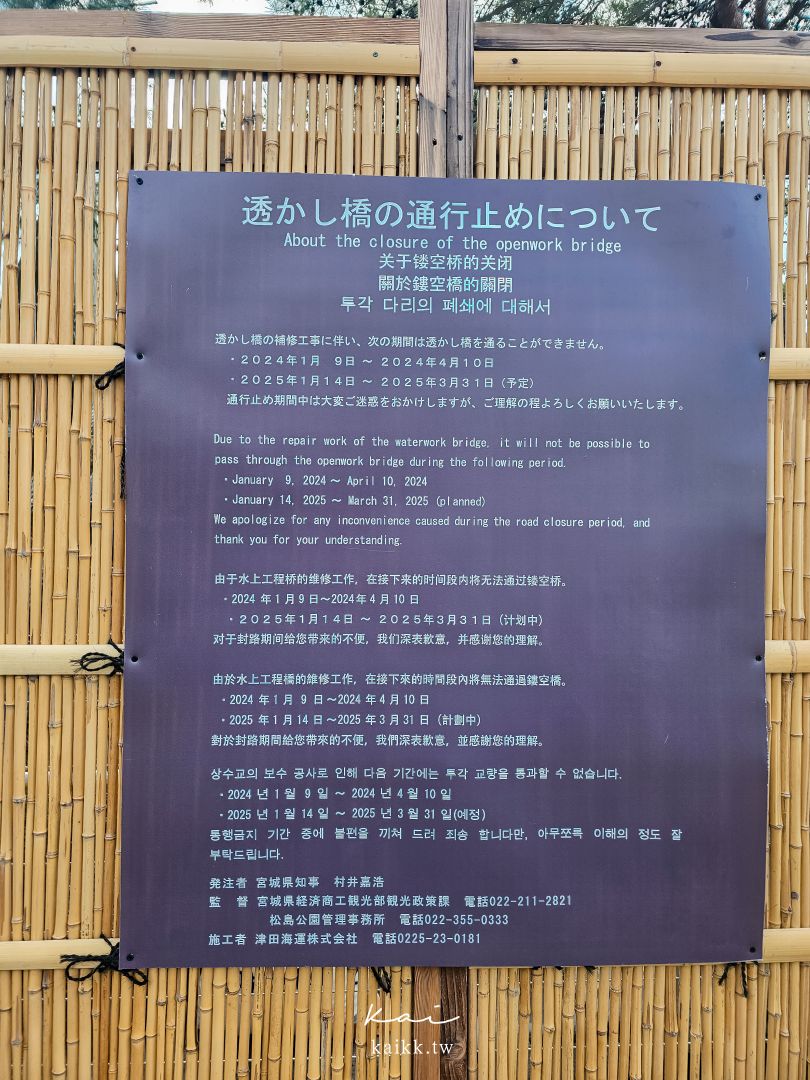 透かし橋の通行止めについて
About the closure of the openwork bridge
关于镂空桥的关闭
關於鏤空橋的關閉
투각 다리의 폐쇄에 대해서
透かし橋の補修工事に伴い、次の期間は透かし橋を通ることができません。
・２０２４年１月　９日 ～ ２０２４年４月１０日
・２０２５年１月１４日 ～ ２０２５年３月３１日（予定）
通行止め期間中は大変ご迷惑をおかけしますが、ご理解の程よろしくお願いいたします。
Due to the repair work of the waterwork bridge, it will not be possible to
pass through the openwork bridge during the following period.
・January 9, 2024 ～ April 10, 2024
・January 14, 2025 ～ March 31, 2025 (planned)
We apologize for any inconvenience caused during the road closure period, and
thank you for your understanding.
由于水上工程桥的维修工作，在接下来的时间段内将无法通过镂空桥。
・2024 年1月9日～2024年4月10日
・２０２５年１月１４日 ～ ２０２５年３月３１日（计划中）
对于封路期间给您带来的不便，我们深表歉意，并感谢您的理解。
由於水上工程橋的維修工作，在接下來的時間段內將無法通過鏤空橋。
・2024 年1月 9 日～2024年4月10日
・2025 年1月14日～2025年3月31日（計劃中）
對於封路期間給您帶來的不便，我們深表歉意，並感謝您的理解。
상수교의 보수 공사로 인해 다음 기간에는 투각 교량을 통과할 수 없습니다.
・2024 년 1월 9 일 ～ 2024 년 4월 10 일
・2025 년 1월 14 일 ～ 2025 년 3월 31 일(예정)
통행금지 기간 중에 불편을 끼쳐 드려 죄송 합니다만, 아무쪼록 이해의 정도 잘
부탁드립니다.
発注者 宮城県知事　村井嘉浩
監　督 宮城県経済商工観光部観光政策課　電話022-211-2821
松島公園管理事務所　電話022-355-0333
施工者 津田海運株式会社　電話0225-23-0181
kai
kaikk.tw